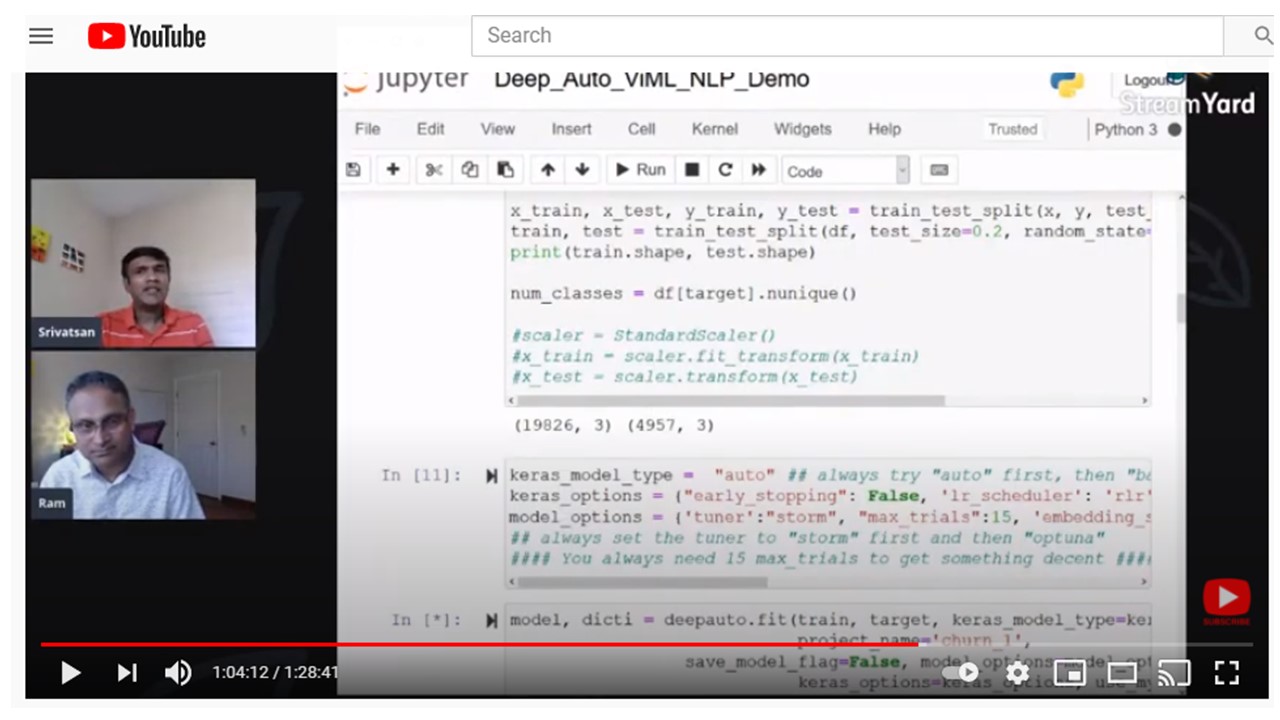 YouTube
Search
Jupyter Deep_Auto_ViML_NLP_Demo
Logout
StreamYard
File Edit View Insert Cell Kernel Widgets Help Trusted Python 3
Run Code
x_train, x_test, y_train, y_test = train_test_split(x, y, test_
train, test = train_test_split(df, test_size=0.2, random_state=
print(train.shape, test.shape)
num_classes = df[target].nunique()
#scaler = StandardScaler()
#x_train = scaler.fit_transform(x_train)
#x_test = scaler.transform(x_test)
(19826, 3) (4957, 3)
Srivatsan
Ram
In [11]: keras_model_type = "auto" ## always try "auto" first, then "ba
keras_options = {"early_stopping": False, 'lr_scheduler': 'rlr'
model_options = {'tuner':"storm", "max_trials":15, 'embedding_s
## always set the tuner to "storm" first and then "optuna"
#### You always need 15 max_trials to get something decent ###
SUBSCRIBE
In [*]: model, dicti = deepauto.fit(train, target, keras_model_type=ke
project_name='churn_1',
save_model_flag=False, model_options=model_opt
keras_options=keras_options, use_my
1:04:12 / 1:28:41